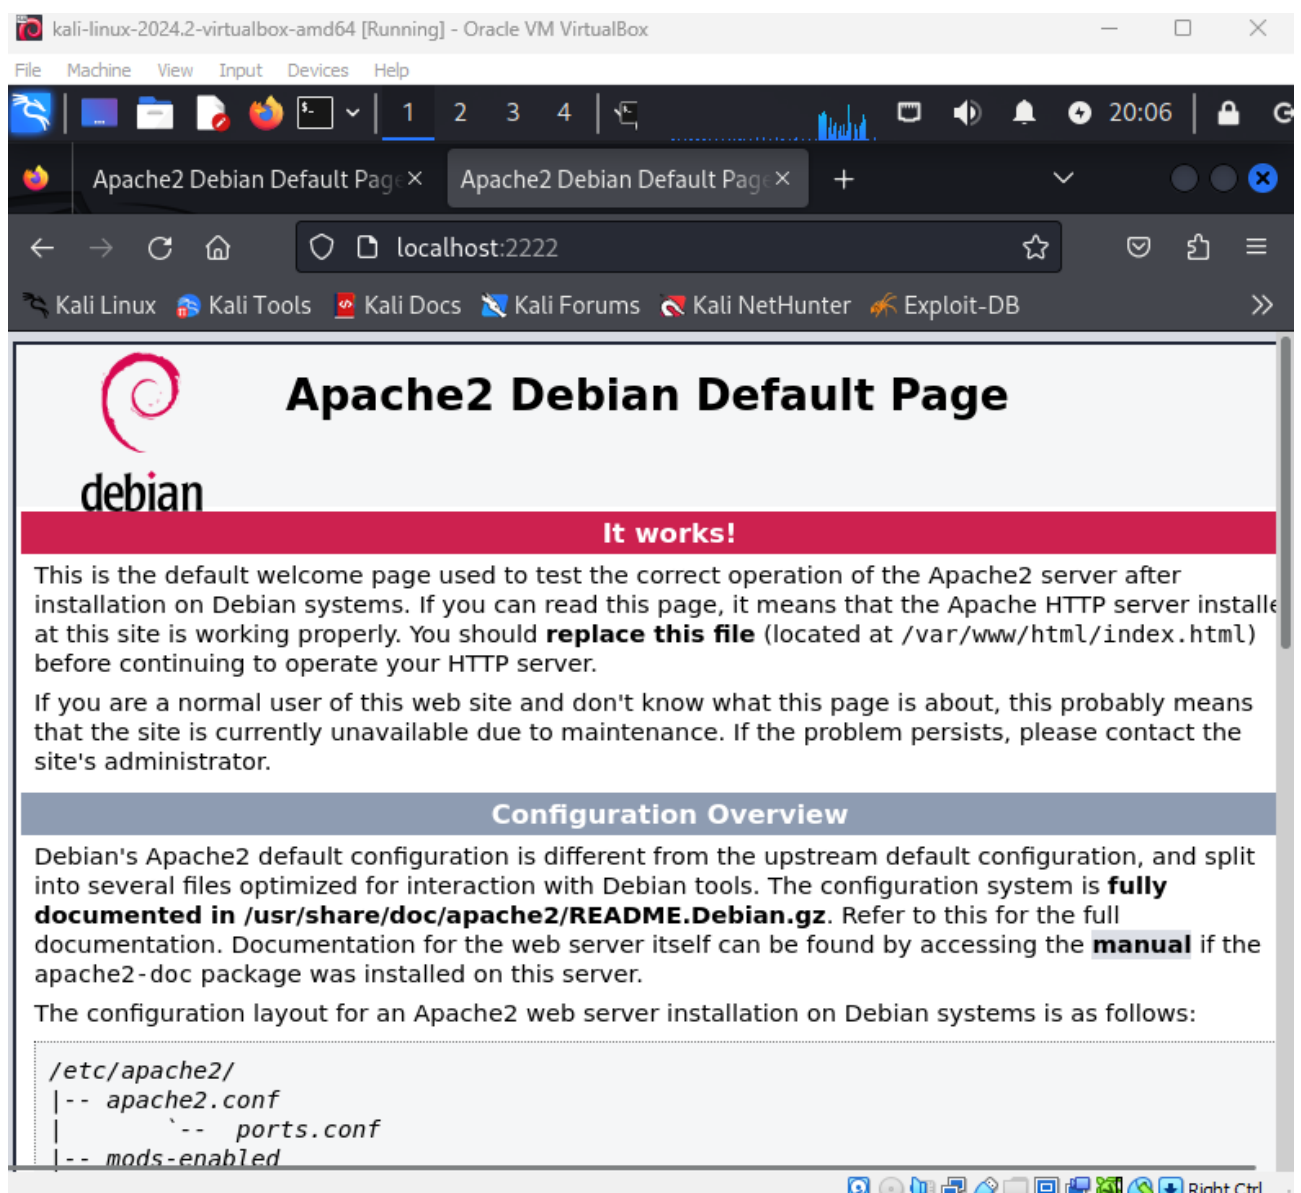 kali-linux-2024.2-virtualbox-amd64 [Running] - Oracle VM VirtualBox
File Machine View Input Devices Help
1 2 3 4 20:06
Apache2 Debian Default Page Apache2 Debian Default Page
localhost:2222
Kali Linux Kali Tools Kali Docs Kali Forums Kali NetHunter Exploit-DB
debian
Apache2 Debian Default Page
It works!
This is the default welcome page used to test the correct operation of the Apache2 server after
installation on Debian systems. If you can read this page, it means that the Apache HTTP server installe
at this site is working properly. You should replace this file (located at /var/www/html/index.html)
before continuing to operate your HTTP server.
If you are a normal user of this web site and don't know what this page is about, this probably means
that the site is currently unavailable due to maintenance. If the problem persists, please contact the
site's administrator.
Configuration Overview
Debian's Apache2 default configuration is different from the upstream default configuration, and split
into several files optimized for interaction with Debian tools. The configuration system is fully
documented in /usr/share/doc/apache2/README.Debian.gz. Refer to this for the full
documentation. Documentation for the web server itself can be found by accessing the manual if the
apache2-doc package was installed on this server.
The configuration layout for an Apache2 web server installation on Debian systems is as follows:
/etc/apache2/
|-- apache2.conf
|       `--  ports.conf
|-- mods-enabled
Right Ctrl